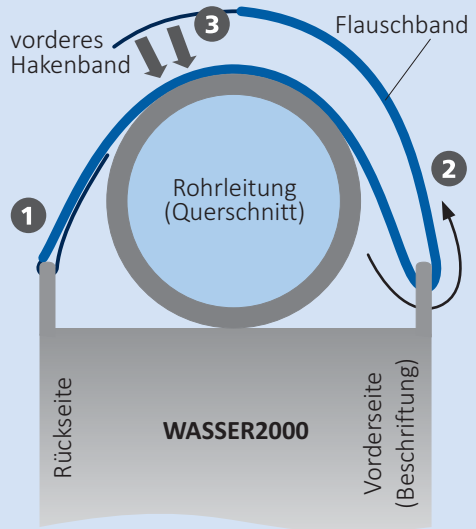 3
vorderes
Hakenband
Flauschband
Rohrleitung
(Querschnitt)
2
1
Rückseite
WASSER2000
Vorderseite
(Beschriftung)